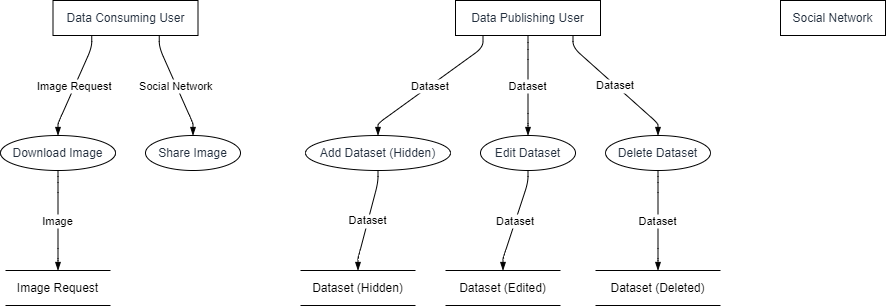 Data Consuming User
Data Publishing User
Social Network
Image Request
Social Network
Dataset
Dataset
Dataset
Download Image
Share Image
Add Dataset (Hidden)
Edit Dataset
Delete Dataset
Image
Dataset
Dataset
Dataset
Image Request
Dataset (Hidden)
Dataset (Edited)
Dataset (Deleted)